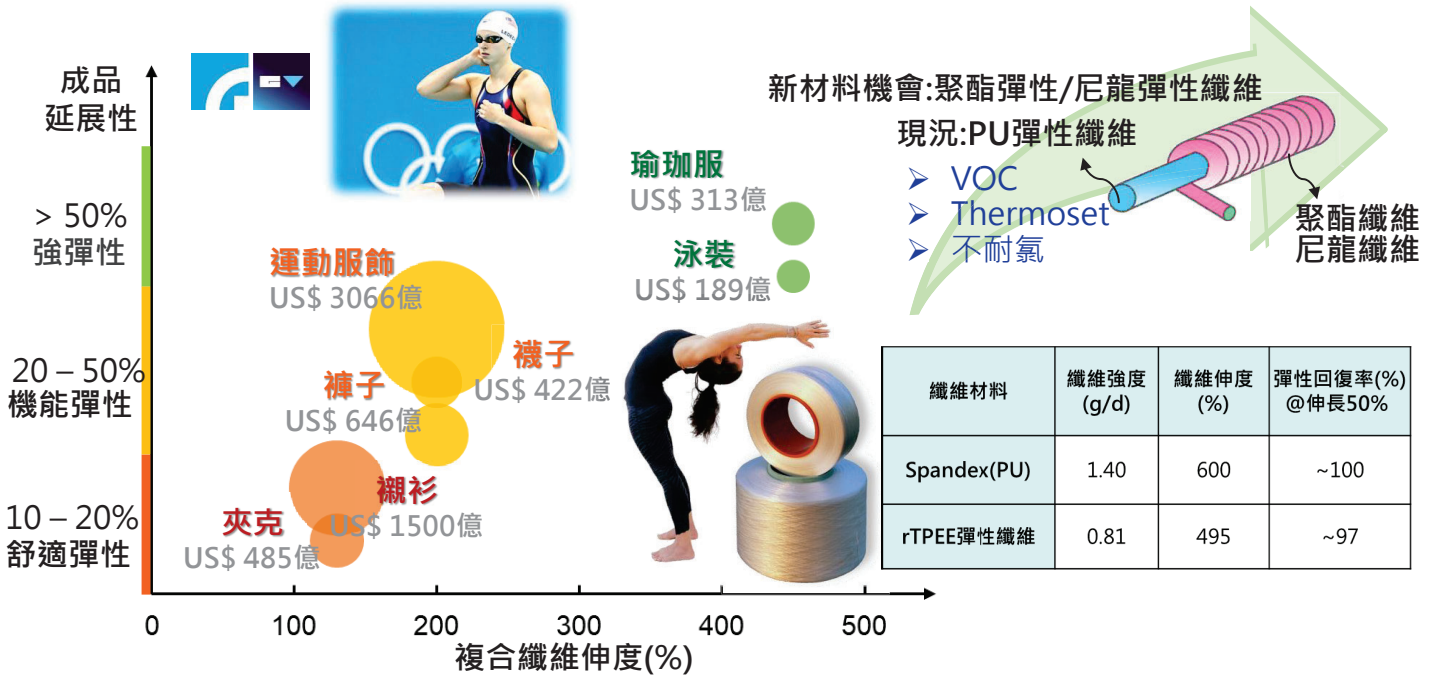 成品
延展性
> 50%
強彈性
20 – 50%
機能彈性
10 – 20%
舒適彈性
運動服飾
US$ 3066億
襪子
US$ 422億
褲子
US$ 646億
襯衫
US$ 1500億
夾克
US$ 485億
瑜珈服
US$ 313億
泳裝
US$ 189億
0
100
200
300
400
500
複合纖維伸度(%)
新材料機會:聚酯彈性/尼龍彈性纖維
現況:PU彈性纖維
➢ VOC
➢ Thermoset
➢ 不耐氯
聚酯纖維
尼龍纖維
纖維材料
纖維強度
(g/d)
纖維伸度
(%)
彈性回復率(%)
@伸長50%
Spandex(PU)
1.40
600
~100
rTPEE彈性纖維
0.81
495
~97